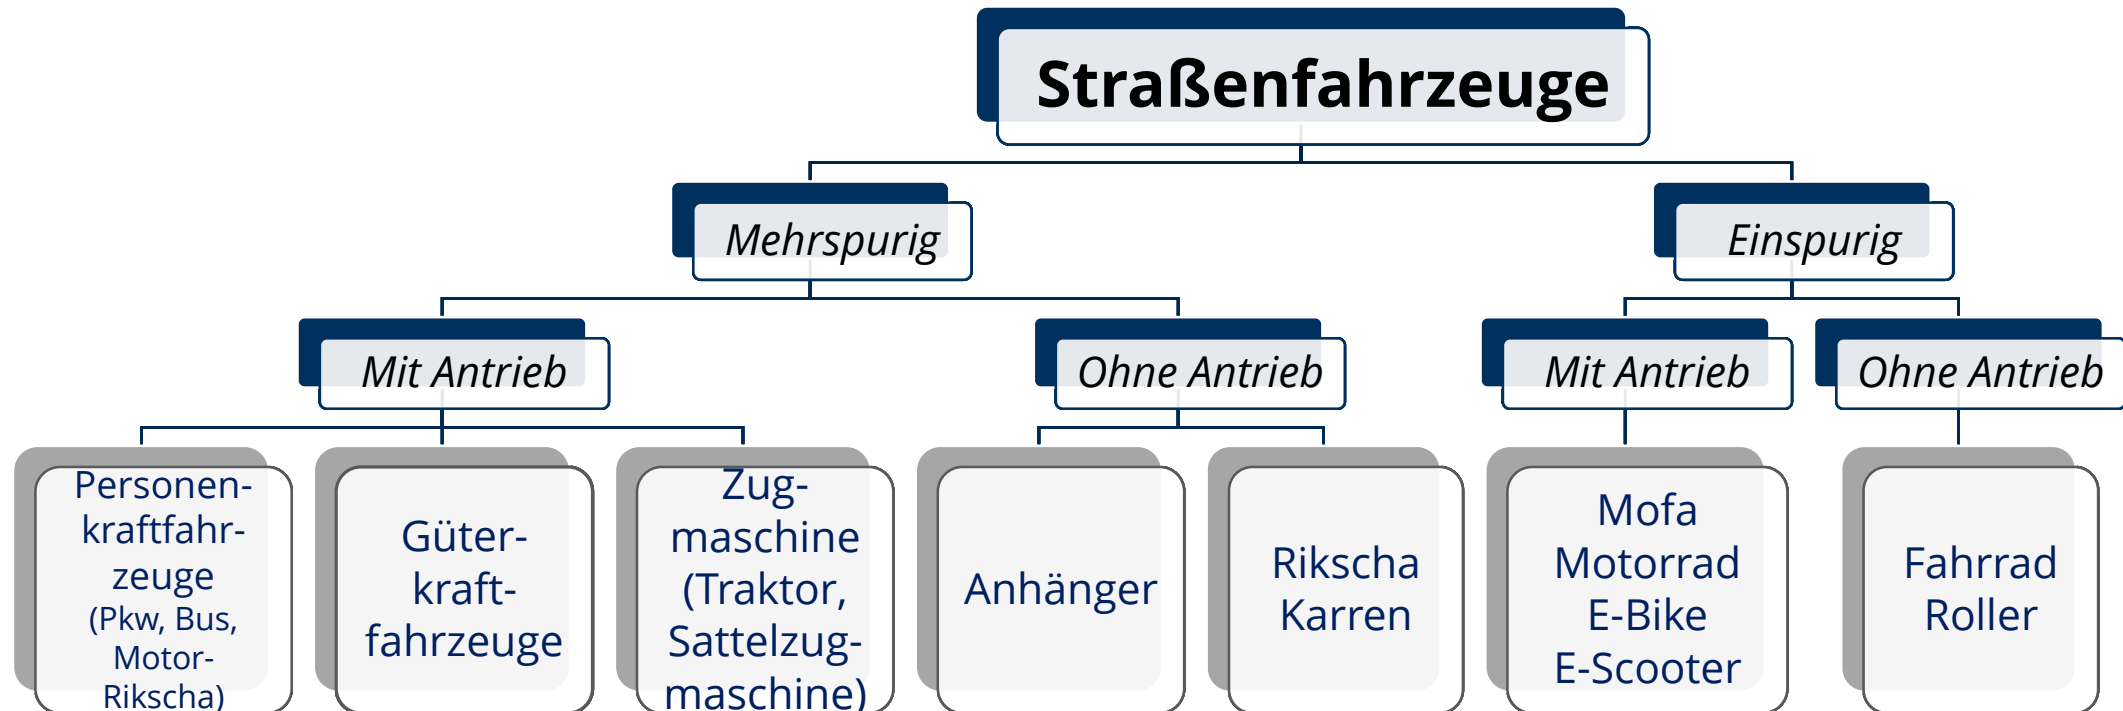 Straßenfahrzeuge
Mehrspurig
Einspurig
Mit Antrieb
Ohne Antrieb
Mit Antrieb
Ohne Antrieb
Personen-
kraftfahr-
zeuge
(Pkw, Bus,
Motor-
Rikscha)
Güter-
kraft-
fahrzeuge
Zug-
maschine
(Traktor,
Sattelzug-
maschine)
Anhänger
Rikscha
Karren
Mofa
Motorrad
E-Bike
E-Scooter
Fahrrad
Roller